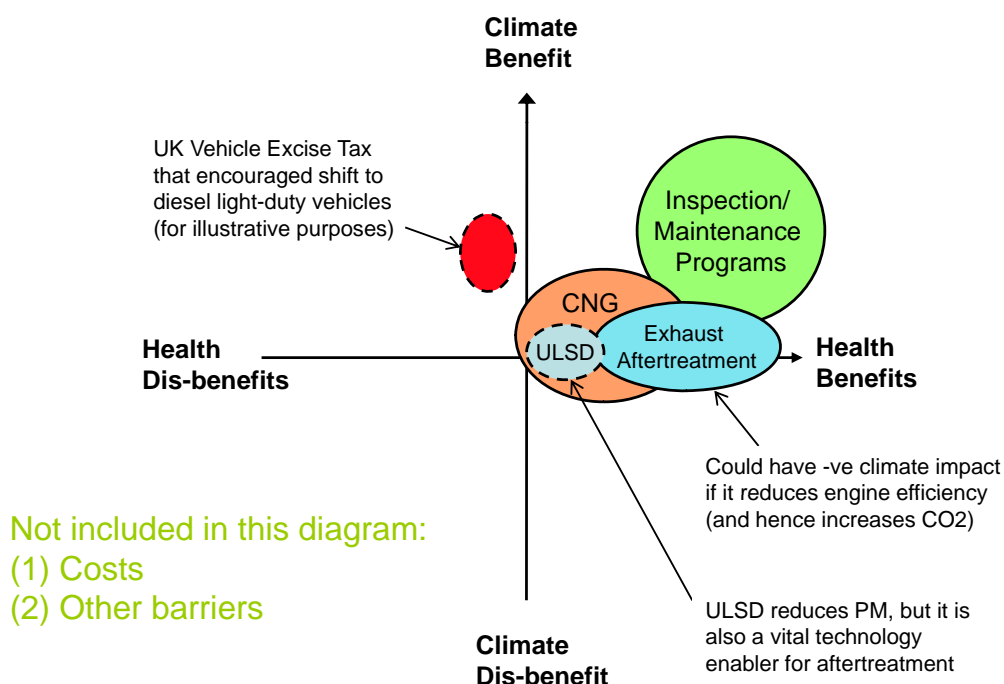 Climate
Benefit
UK Vehicle Excise Tax
that encouraged shift to
diesel light-duty vehicles
(for illustrative purposes)
Inspection/
Maintenance
Programs
CNG
ULSD
Exhaust
Aftertreatment
Health
Dis-benefits
Health
Benefits
Could have -ve climate impact
if it reduces engine efficiency
(and hence increases CO2)
Not included in this diagram:
(1) Costs
(2) Other barriers
ULSD reduces PM, but it is
also a vital technology
enabler for aftertreatment
Climate
Dis-benefit